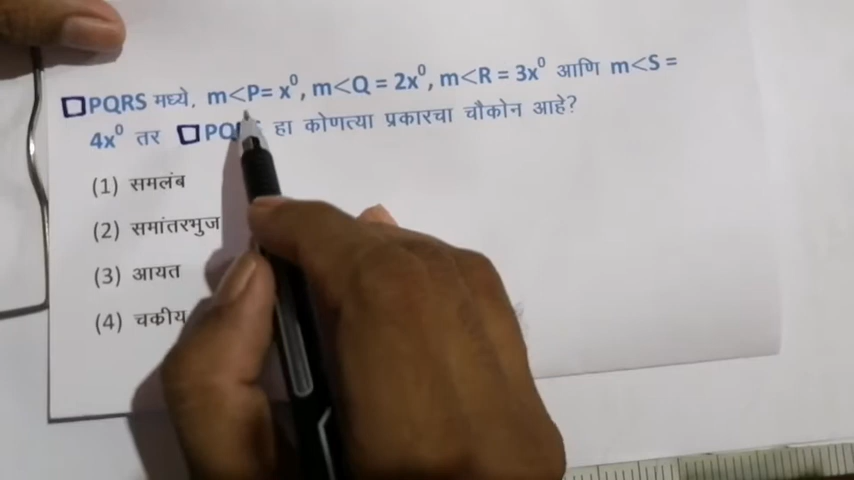 □PQRS मध्ये, m<P= x⁰, m<Q = 2x⁰, m<R = 3x⁰ आणि m<S =
4x⁰ तर □ हा कोणत्या प्रकारचा चौकोन आहे?
(1) समलंब
(2) समांतरभुज
(3) आयत
(4) चकीय